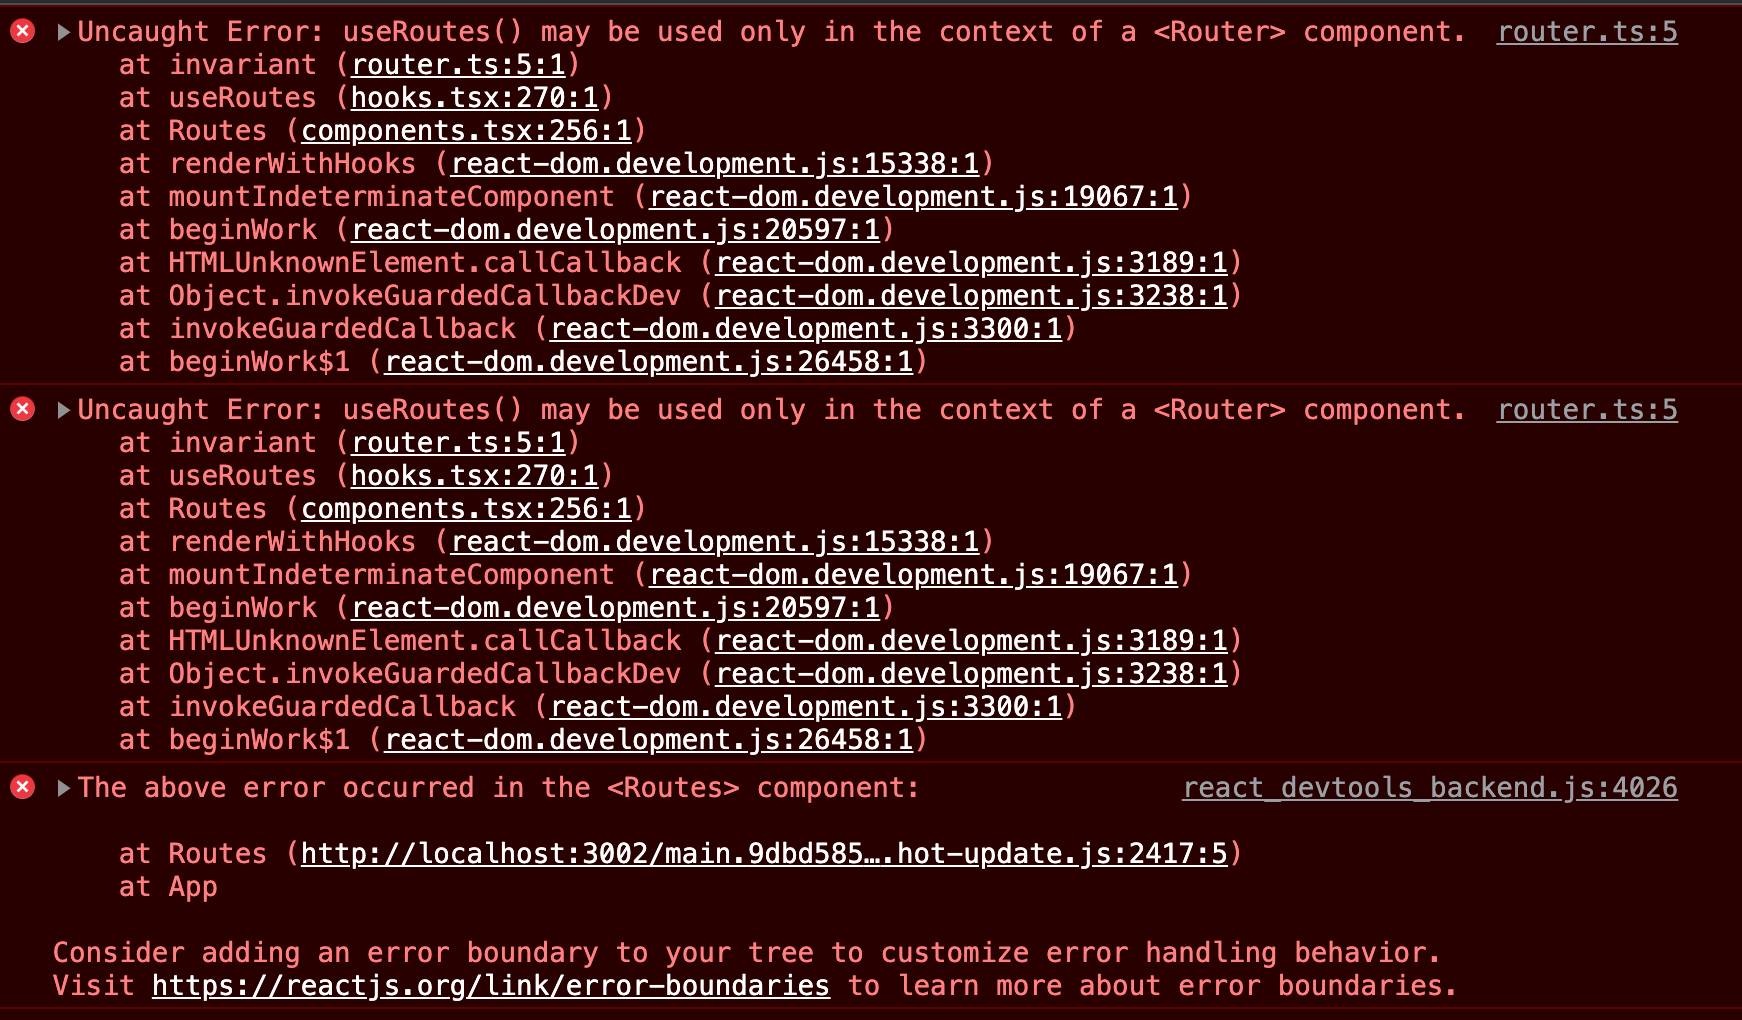 Uncaught Error: useRoutes() may be used only in the context of a <Router> component. router.ts:5
at invariant (router.ts:5:1)
at useRoutes (hooks.tsx:270:1)
at Routes (components.tsx:256:1)
at renderWithHooks (react-dom.development.js:15338:1)
at mountIndeterminateComponent (react-dom.development.js:19067:1)
at beginWork (react-dom.development.js:20597:1)
at HTMLUnknownElement.callCallback (react-dom.development.js:3189:1)
at Object.invokeGuardedCallbackDev (react-dom.development.js:3238:1)
at invokeGuardedCallback (react-dom.development.js:3300:1)
at beginWork$1 (react-dom.development.js:26458:1)
Uncaught Error: useRoutes() may be used only in the context of a <Router> component. router.ts:5
at invariant (router.ts:5:1)
at useRoutes (hooks.tsx:270:1)
at Routes (components.tsx:256:1)
at renderWithHooks (react-dom.development.js:15338:1)
at mountIndeterminateComponent (react-dom.development.js:19067:1)
at beginWork (react-dom.development.js:20597:1)
at HTMLUnknownElement.callCallback (react-dom.development.js:3189:1)
at Object.invokeGuardedCallbackDev (react-dom.development.js:3238:1)
at invokeGuardedCallback (react-dom.development.js:3300:1)
at beginWork$1 (react-dom.development.js:26458:1)
The above error occurred in the <Routes> component: react_devtools_backend.js:4026
at Routes (http://localhost:3002/main.9dbd585….hot-update.js:2417:5)
at App
Consider adding an error boundary to your tree to customize error handling behavior.
Visit https://reactjs.org/link/error-boundaries to learn more about error boundaries.